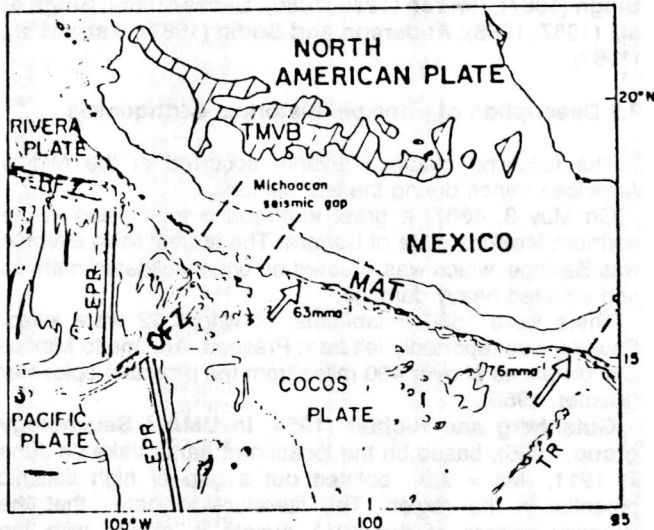 NORTH
AMERICAN PLATE
20°N
RIVERA
PLATE
TMVB
Michoacan
seismic gap
MEXICO
MAT
EPR
OFZ
63mm
15
COCOS
PLATE
76mm
PACIFIC
PLATE
EPR
TR
105°W
100
95